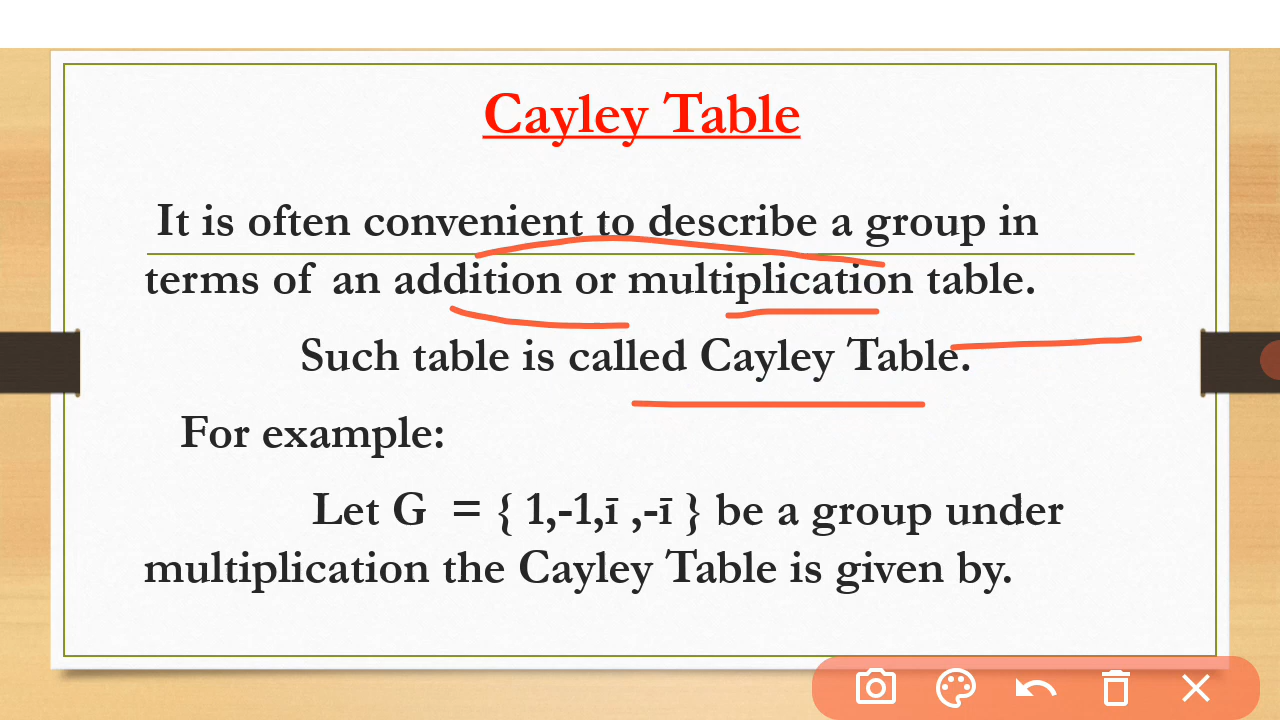 Cayley Table
It is often convenient to describe a group in
terms of an addition or multiplication table.
Such table is called Cayley Table.
For example:
Let G = { 1,-1,ī ,-ī } be a group under
multiplication the Cayley Table is given by.